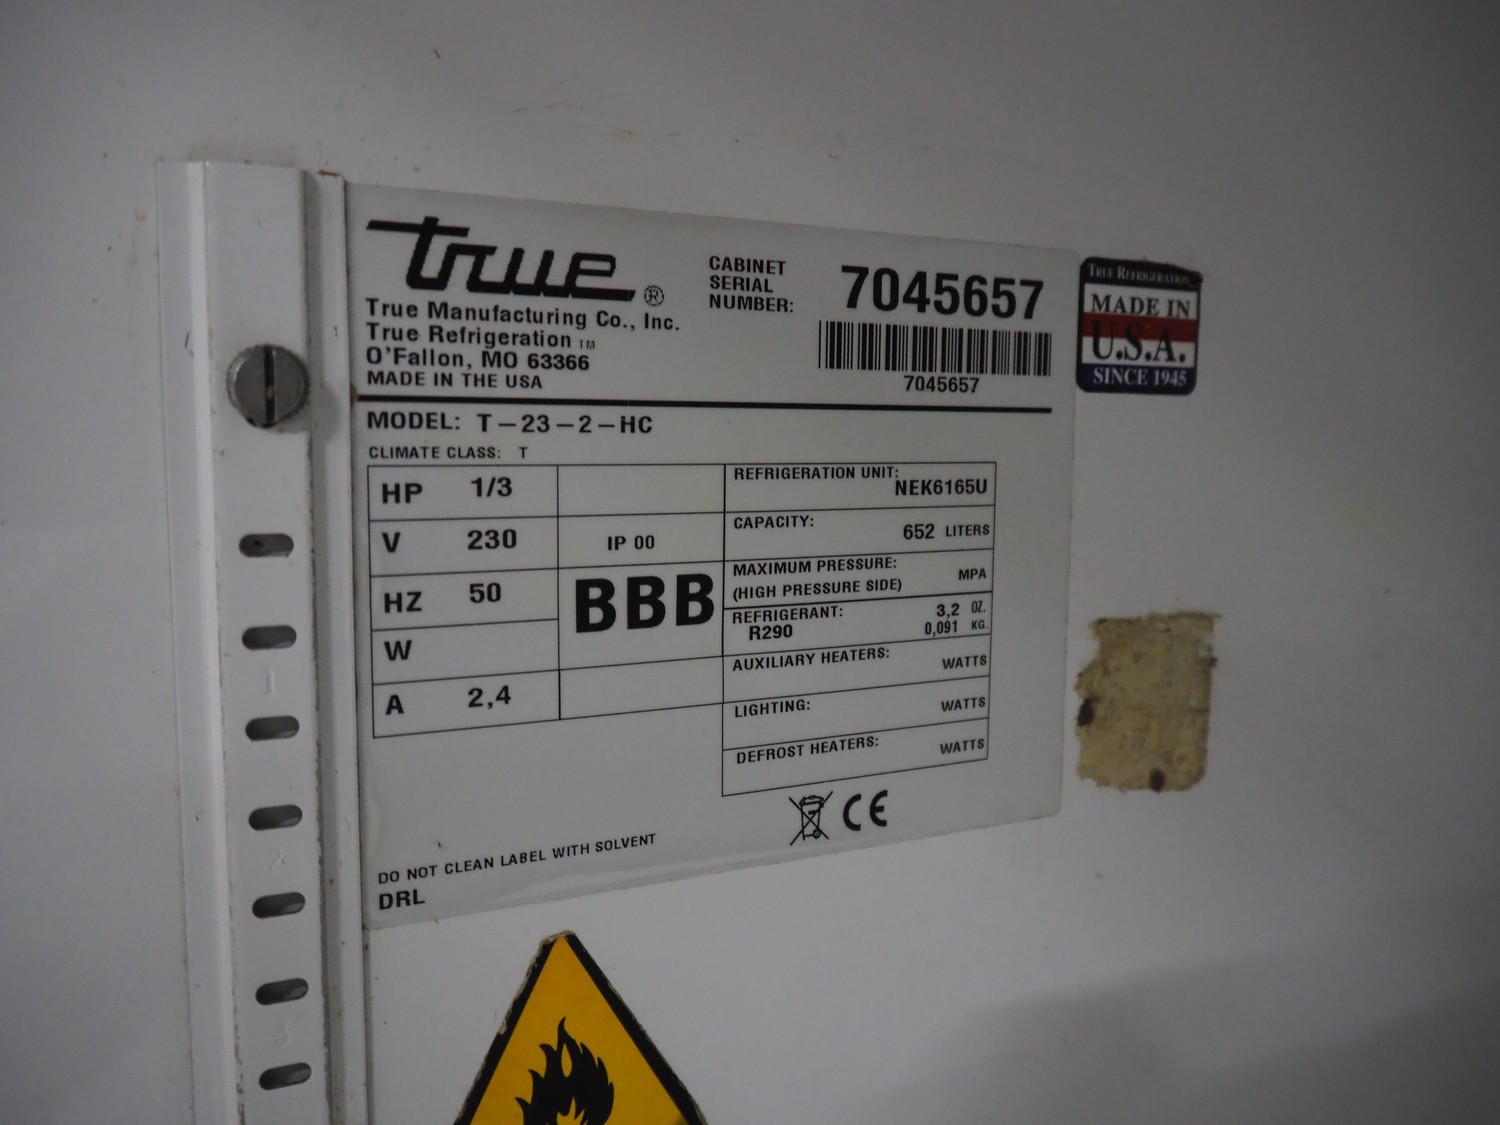 true®
True Manufacturing Co., Inc.
True Refrigeration TM
O'Fallon, MO 63366
MADE IN THE USA
CABINET
SERIAL
NUMBER:
7045657
7045657
TRUE REFRIGERATION
MADE IN
U.S.A.
SINCE 1945
MODEL: T-23-2-HC
CLIMATE CLASS: T
HP 1/3
V 230
HZ 50
W
A 2,4
IP 00
BBB
REFRIGERATION UNIT:
NEK6165U
CAPACITY:
652 LITERS
MAXIMUM PRESSURE:
(HIGH PRESSURE SIDE) MPA
REFRIGERANT: 3,2 OZ.
R290 0,091 KG.
AUXILIARY HEATERS: WATTS
LIGHTING: WATTS
DEFROST HEATERS: WATTS
CE
DO NOT CLEAN LABEL WITH SOLVENT
DRL
1
2
3